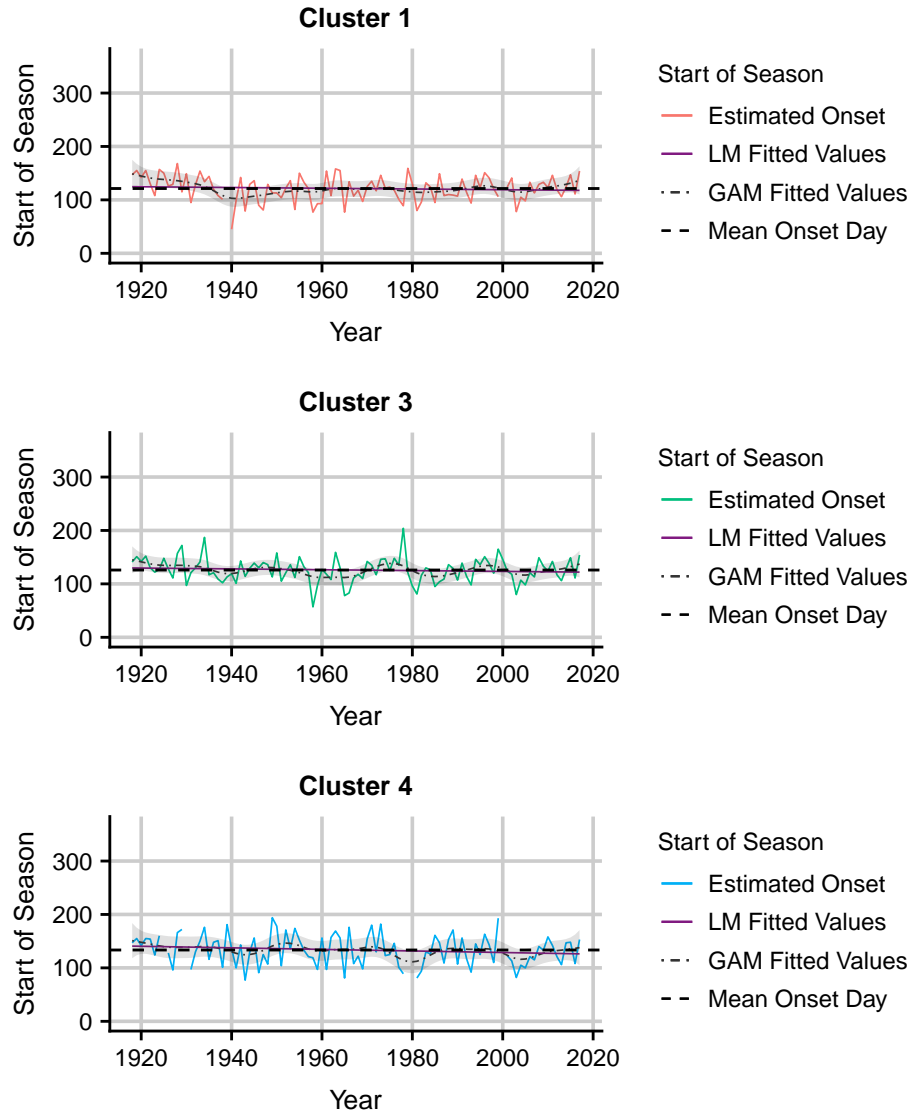 Cluster 1
Start of Season
300
200
100
0
1920 1940 1960 1980 2000 2020
Year
Start of Season
Estimated Onset
LM Fitted Values
GAM Fitted Values
Mean Onset Day
Cluster 3
Start of Season
300
200
100
0
1920 1940 1960 1980 2000 2020
Year
Start of Season
Estimated Onset
LM Fitted Values
GAM Fitted Values
Mean Onset Day
Cluster 4
Start of Season
300
200
100
0
1920 1940 1960 1980 2000 2020
Year
Start of Season
Estimated Onset
LM Fitted Values
GAM Fitted Values
Mean Onset Day